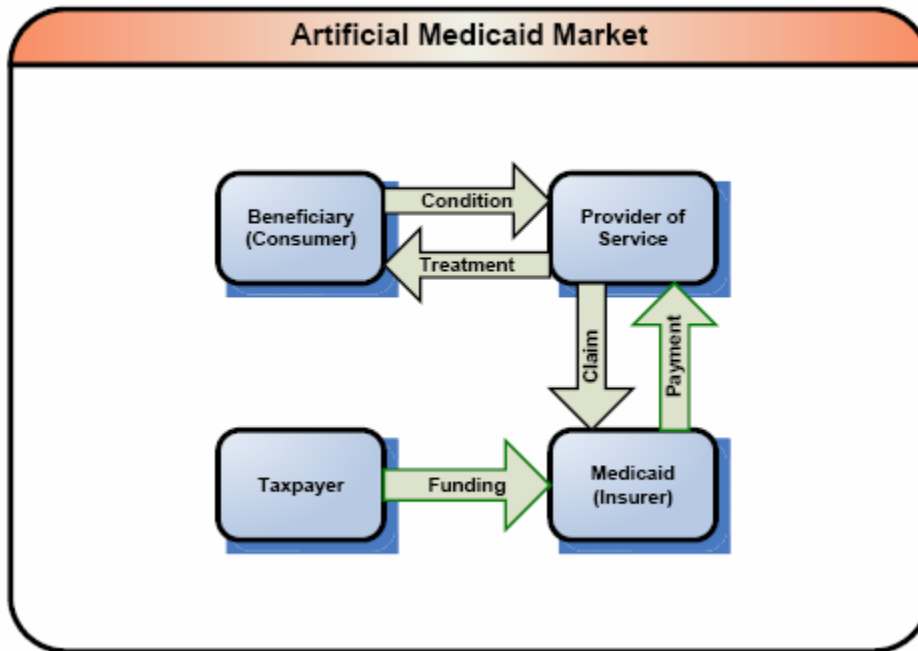 Artificial Medicaid Market
Beneficiary
(Consumer)
Condition
Treatment
Provider of
Service
Claim
Payment
Taxpayer
Funding
Medicaid
(Insurer)